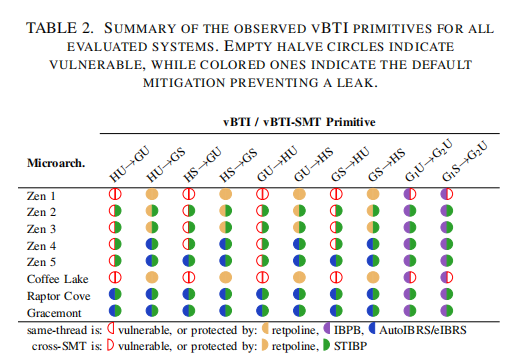 TABLE 2. SUMMARY OF THE OBSERVED VBTI PRIMITIVES FOR ALL
EVALUATED SYSTEMS. EMPTY HALVE CIRCLES INDICATE
VULNERABLE, WHILE COLORED ONES INDICATE THE DEFAULT
MITIGATION PREVENTING A LEAK.
vBTI / vBTI-SMT Primitive
Microarch. HU→GU HU→GS HS→GU HS→GS GU→HU GU→HS GS→HU GS→HS G₁U→G₂U G₁S→G₂U
Zen 1
Zen 2
Zen 3
Zen 4
Zen 5
Coffee Lake
Raptor Cove
Gracemont
same-thread is: vulnerable, or protected by: retpoline, IBPB, AutoIBRS/eIBRS
cross-SMT is: vulnerable, or protected by: retpoline, STIBP